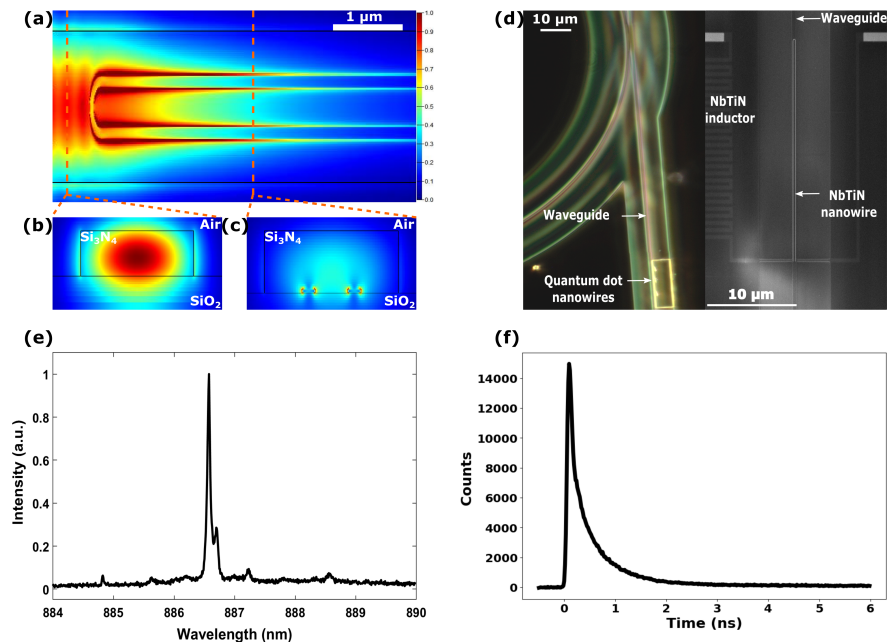 (a)
1 μm
1.0
0.9
0.8
0.7
0.6
0.5
0.4
0.3
0.2
0.1
0.0
(b)
Si3N4
Air
SiO2
(c)
Si3N4
Air
SiO2
(d)
10 μm
Waveguide
Quantum dot
nanowires
Waveguide
NbTiN
inductor
NbTiN
nanowire
10 μm
(e)
Intensity (a.u.)
1
0.8
0.6
0.4
0.2
0
884
885
886
887
888
889
890
Wavelength (nm)
(f)
Counts
14000
12000
10000
8000
6000
4000
2000
0
0
1
2
3
4
5
6
Time (ns)